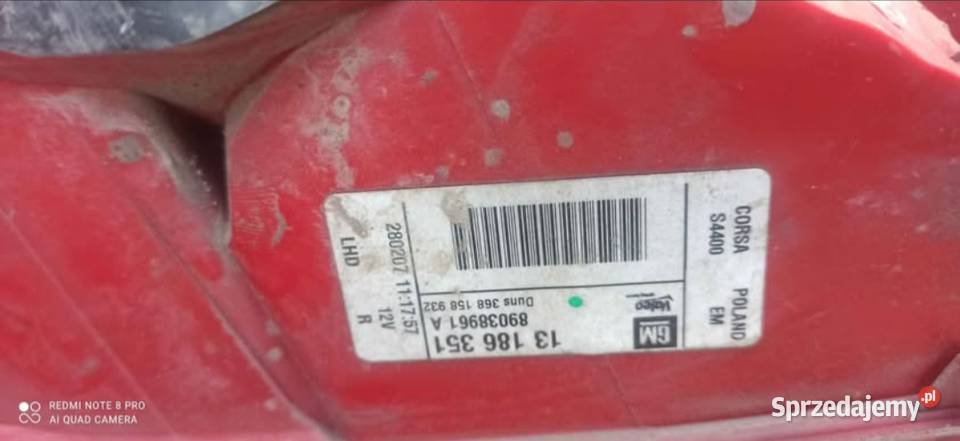 GM
Valeo
13 186 351
89038961 A
Duns 368 158 932
CORSA POLAND
S4400 EM
280207 11:17:57 12V
LHD R
REDMI NOTE 8 PRO
AI QUAD CAMERA
Sprzedajemy.pl